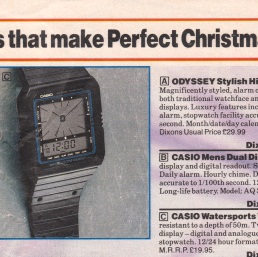 s that make Perfect Christma
C
CASIO
12:00
A ODYSSEY Stylish Hi
Magnificently styled, alarm c
both traditional watchface an
displays. Luxury features inc
alarm, stopwatch facility accu
second. Month/date/day calen
Dixons Usual Price £29.99
Dix
B CASIO Mens Dual Di
display and digital readout. S
Daily alarm. Hourly chime. D
accurate to 1/100th second. 12
Long-life battery. Model: AQ
Dix
C CASIO Watersports
resistant to a depth of 50m. Tw
display – digital and analogue
stopwatch. 12/24 hour format
M.R.R.P. £19.95.
Dix